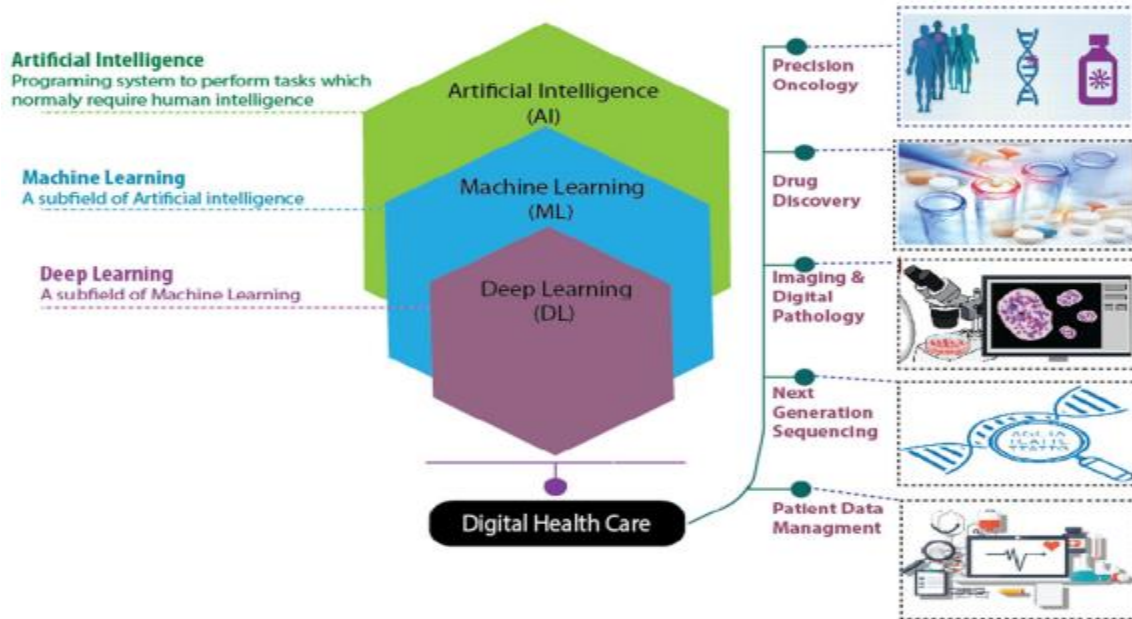 Artificial Intelligence
Programing system to perform tasks which
normaly require human intelligence
Machine Learning
A subfield of Artificial intelligence
Deep Learning
A subfield of Machine Learning
Artificial Intelligence
(AI)
Machine Learning
(ML)
Deep Learning
(DL)
Digital Health Care
Precision
Oncology
Drug
Discovery
Imaging &
Digital
Pathology
Next
Generation
Sequencing
Patient Data
Managment